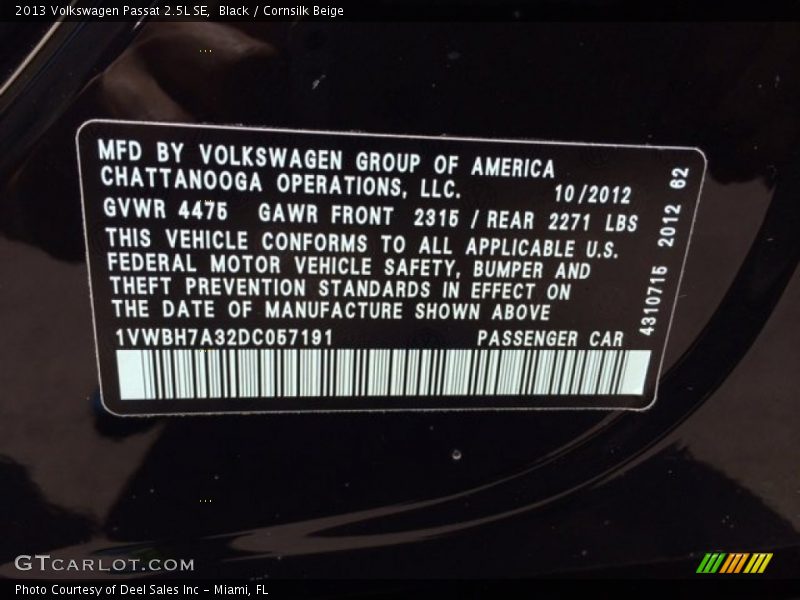 2013 Volkswagen Passat 2.5L SE,  Black / Cornsilk Beige
MFD BY VOLKSWAGEN GROUP OF AMERICA
CHATTANOOGA OPERATIONS, LLC. 10/2012
GVWR 4475 GAWR FRONT 2315 / REAR 2271 LBS
THIS VEHICLE CONFORMS TO ALL APPLICABLE U.S.
FEDERAL MOTOR VEHICLE SAFETY, BUMPER AND
THEFT PREVENTION STANDARDS IN EFFECT ON
THE DATE OF MANUFACTURE SHOWN ABOVE
1VWBH7A32DC057191 PASSENGER CAR
4310716 2012 62
GTCARLOT.COM
Photo Courtesy of Deel Sales Inc - Miami, FL